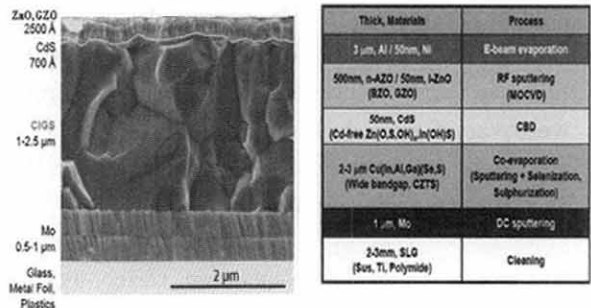 ZnO, GZO
2500 Å
CdS
700 Å
CIGS
1-2.5 µm
Mo
0.5-1 µm
Glass,
Metal Foil,
Plastics
2 µm
Thick, Materials
Process
3 µm, Al / 50nm, Ni
E-beam evaporation
500nm, n-AZO / 50nm, i-ZnO
(BZO, GZO)
RF sputtering
(MOCVD)
50nm, CdS
(Cd-free Zn(O,S,OH)
In(OH)S)
CBD
2-3 µm Cu(In,Al,Ga)(Se,S)
(Wide bandgap, CZTS)
Co-evaporation
(Sputtering + Selenization,
Sulphurization)
1 µm, Mo
DC sputtering
2-3mm, SLG
(Sus, Ti, Polymide)
Cleaning